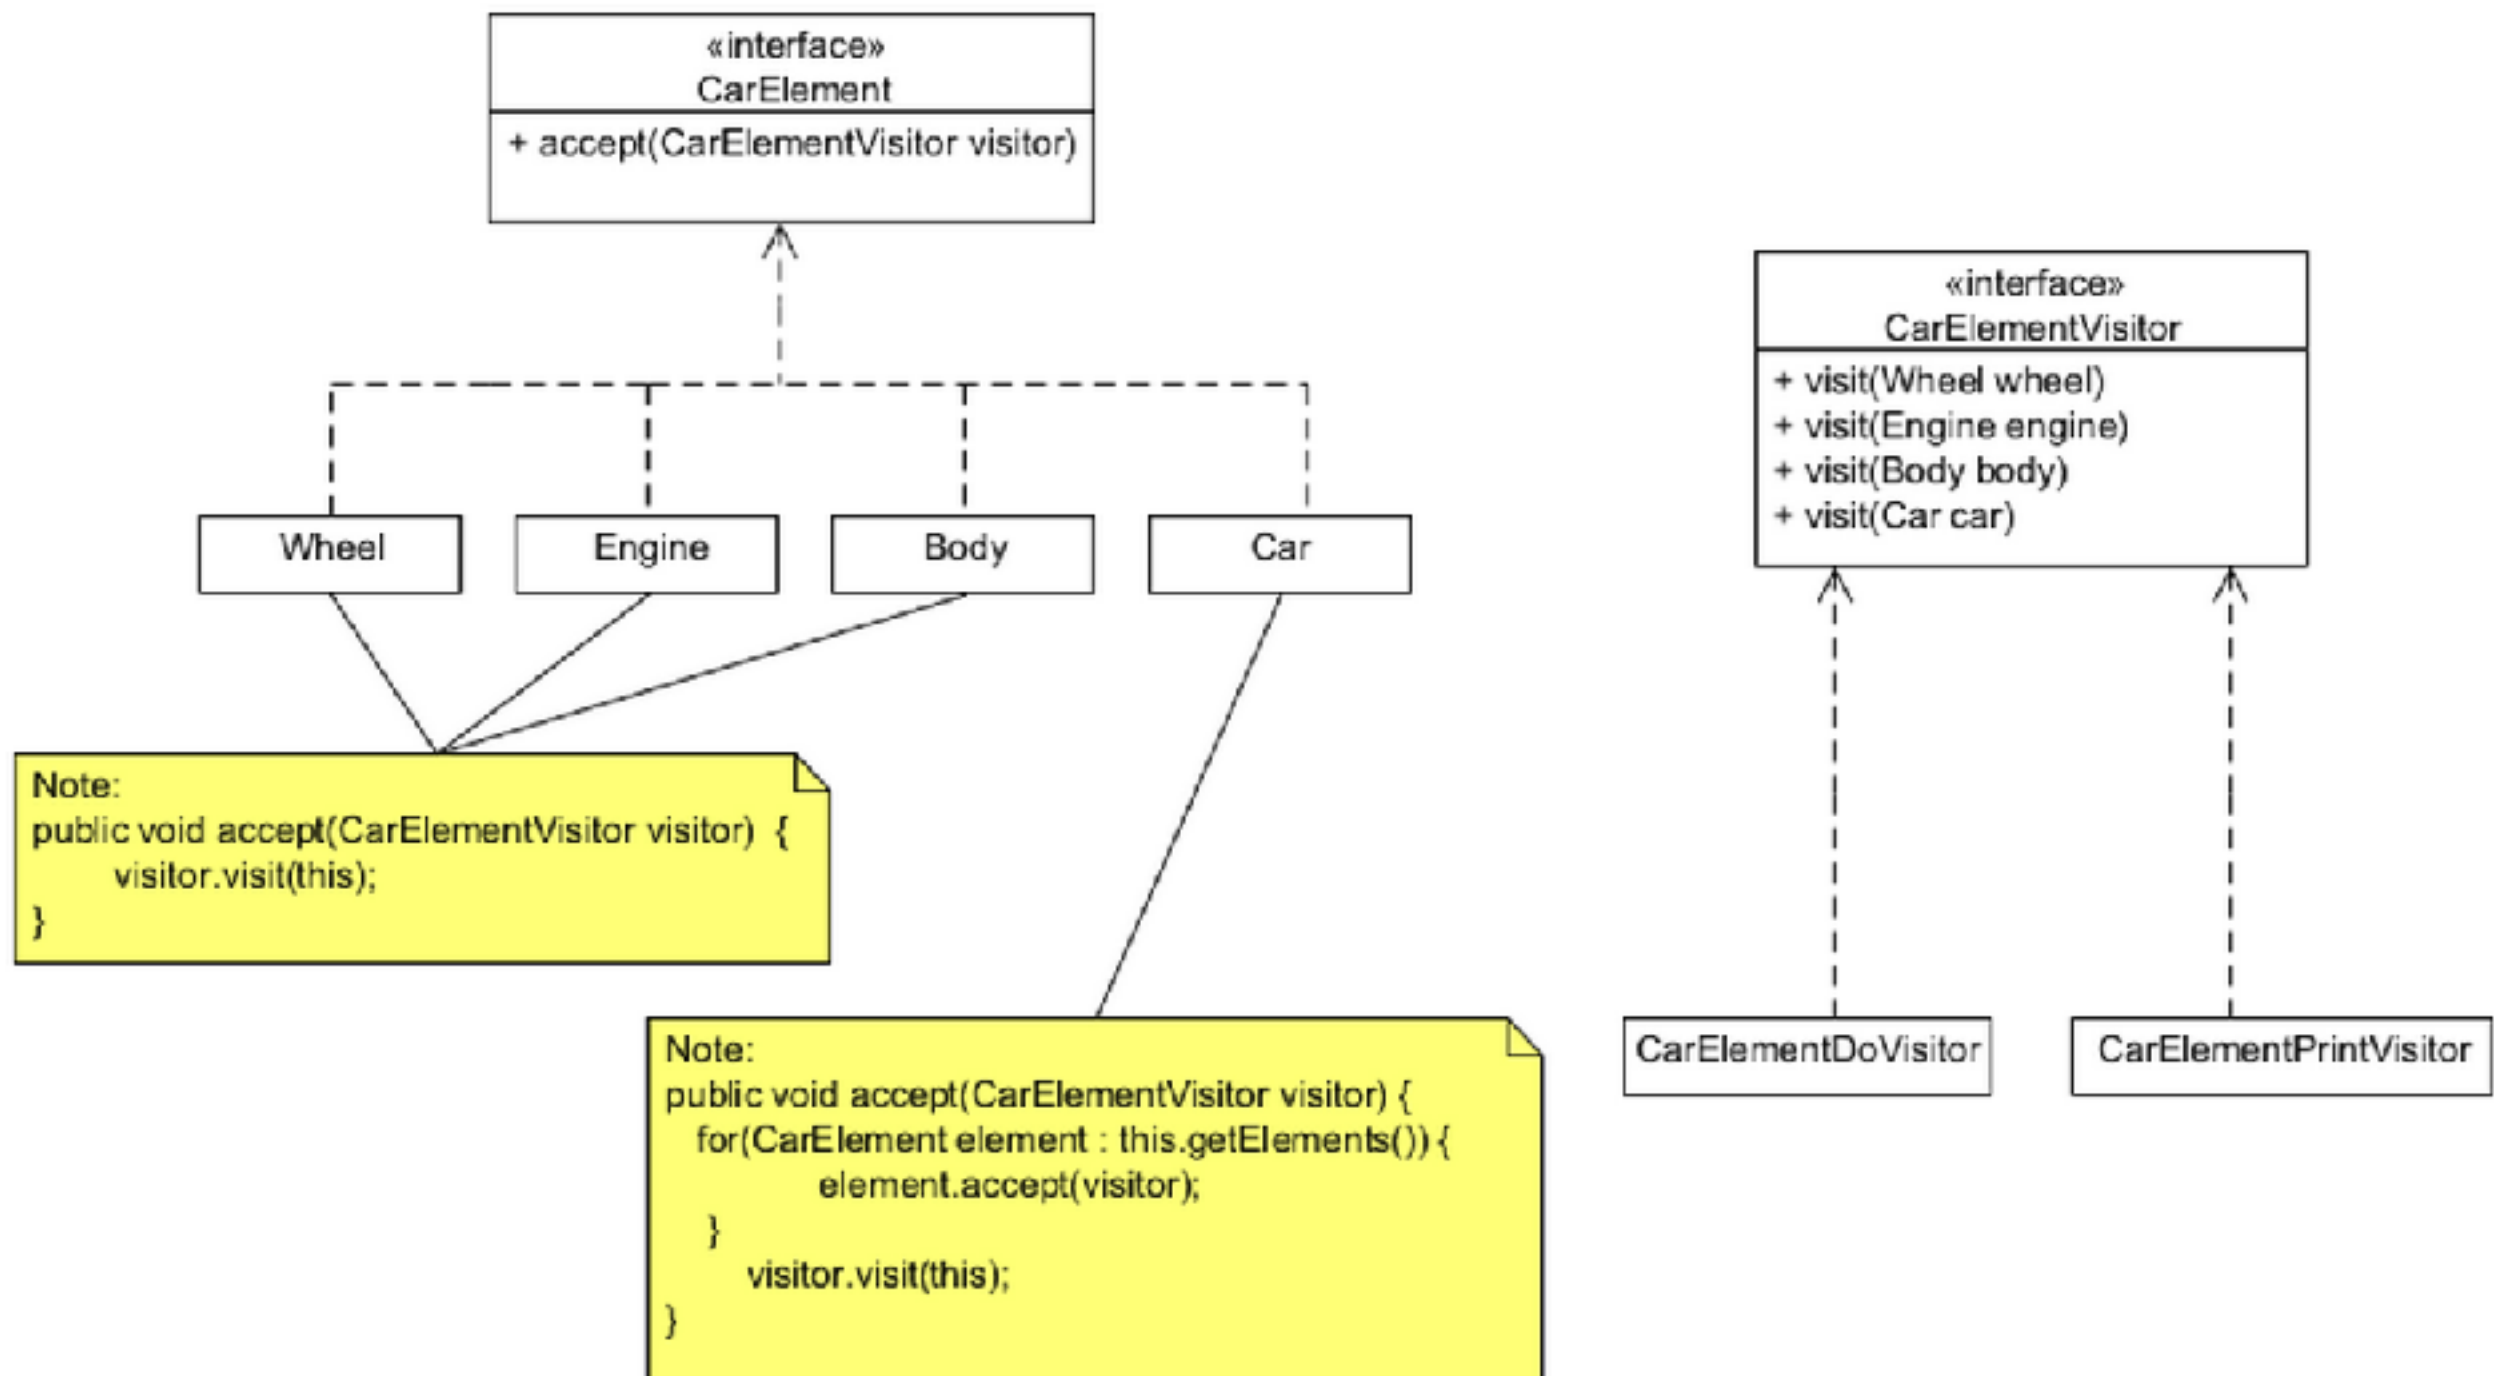 «interface»
CarElement
+ accept(CarElementVisitor visitor)
«interface»
CarElementVisitor
+ visit(Wheel wheel)
+ visit(Engine engine)
+ visit(Body body)
+ visit(Car car)
Wheel
Engine
Body
Car
Note:
public void accept(CarElementVisitor visitor) {
visitor.visit(this);
}
Note:
public void accept(CarElementVisitor visitor) {
for(CarElement element : this.getElements()) {
element.accept(visitor);
}
visitor.visit(this);
}
CarElementDoVisitor
CarElementPrintVisitor